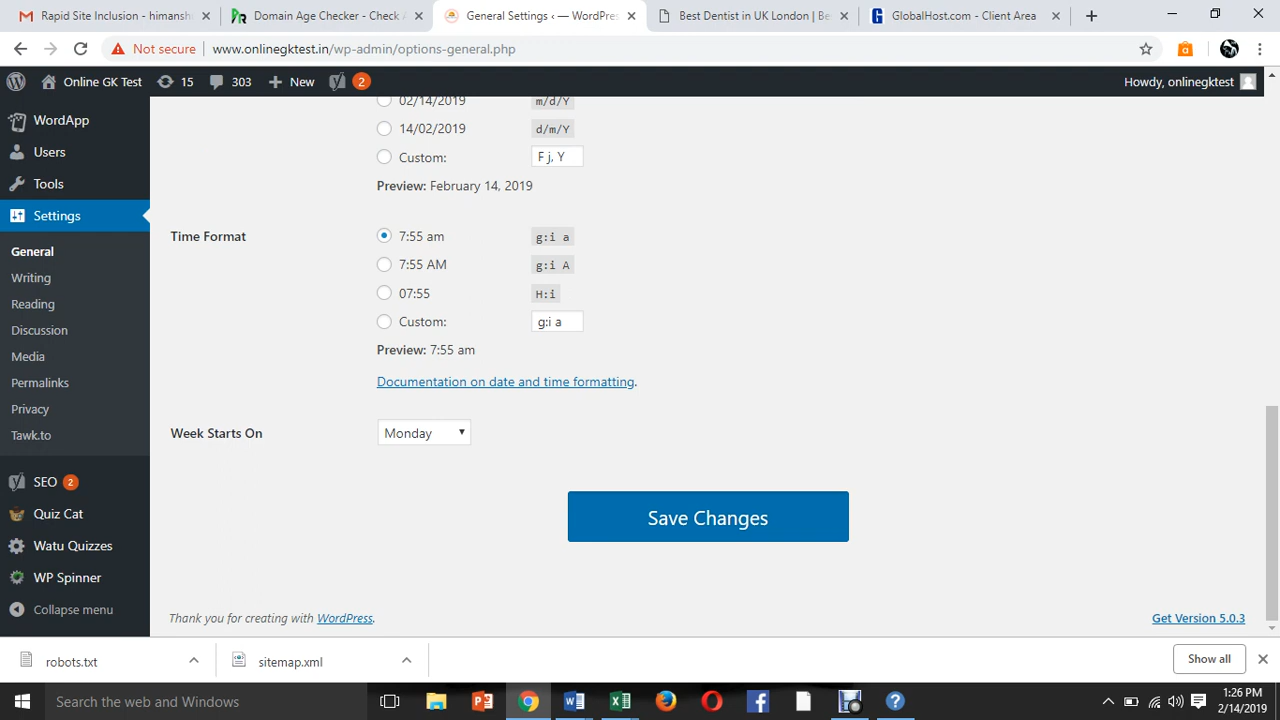 Rapid Site Inclusion - himanshi
Domain Age Checker - Check A
General Settings ‹ — WordPres
Best Dentist in UK London | Be
GlobalHost.com - Client Area
Not secure
www.onlinegktest.in/wp-admin/options-general.php
Online GK Test
15
303
New
2
Howdy, onlinegktest
WordApp
Users
Tools
Settings
General
Writing
Reading
Discussion
Media
Permalinks
Privacy
Tawk.to
SEO 2
Quiz Cat
Watu Quizzes
WP Spinner
Collapse menu
02/14/2019 m/d/Y
14/02/2019 d/m/Y
Custom: F j, Y
Preview: February 14, 2019
Time Format
7:55 am g:i a
7:55 AM g:i A
07:55 H:i
Custom: g:i a
Preview: 7:55 am
Documentation on date and time formatting.
Week Starts On Monday
Save Changes
Thank you for creating with WordPress.
Get Version 5.0.3
robots.txt
sitemap.xml
Show all
Search the web and Windows
1:26 PM
2/14/2019